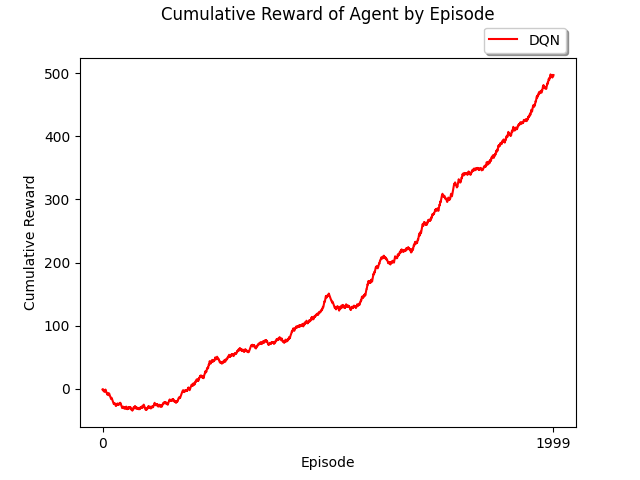 Cumulative Reward of Agent by Episode
DQN
500
400
300
200
100
0
Cumulative Reward
0
1999
Episode